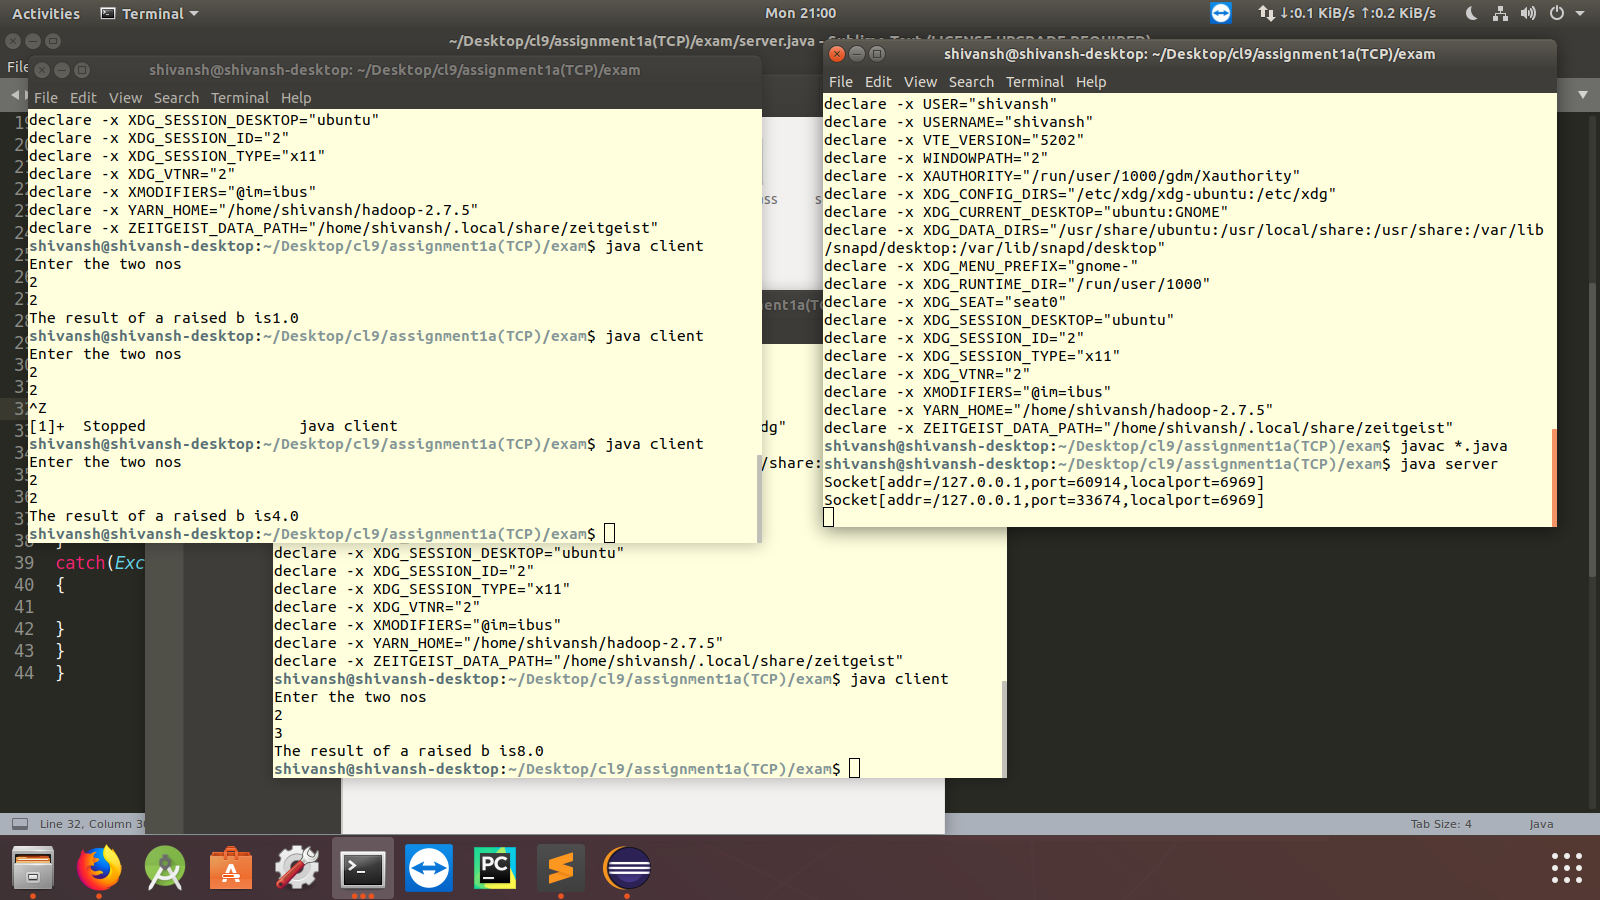 Activities Terminal Mon 21:00 ↓:0.1 KiB/s ↑:0.2 KiB/s
~/Desktop/cl9/assignment1a(TCP)/exam/server.java - Sublime Text (LICENSE UPGRADE REQUIRED)
File
shivansh@shivansh-desktop: ~/Desktop/cl9/assignment1a(TCP)/exam
File Edit View Search Terminal Help
declare -x XDG_SESSION_DESKTOP="ubuntu"
declare -x XDG_SESSION_ID="2"
declare -x XDG_SESSION_TYPE="x11"
declare -x XDG_VTNR="2"
declare -x XMODIFIERS="@im=ibus"
declare -x YARN_HOME="/home/shivansh/hadoop-2.7.5"
declare -x ZEITGEIST_DATA_PATH="/home/shivansh/.local/share/zeitgeist"
shivansh@shivansh-desktop:~/Desktop/cl9/assignment1a(TCP)/exam$ java client
Enter the two nos
2
2
The result of a raised b is1.0
shivansh@shivansh-desktop:~/Desktop/cl9/assignment1a(TCP)/exam$ java client
Enter the two nos
2
2
^Z
[1]+  Stopped                 java client
shivansh@shivansh-desktop:~/Desktop/cl9/assignment1a(TCP)/exam$ java client
Enter the two nos
2
2
The result of a raised b is4.0
shivansh@shivansh-desktop:~/Desktop/cl9/assignment1a(TCP)/exam$
shivansh@shivansh-desktop: ~/Desktop/cl9/assignment1a(TCP)/exam
File Edit View Search Terminal Help
declare -x USER="shivansh"
declare -x USERNAME="shivansh"
declare -x VTE_VERSION="5202"
declare -x WINDOWPATH="2"
declare -x XAUTHORITY="/run/user/1000/gdm/Xauthority"
declare -x XDG_CONFIG_DIRS="/etc/xdg/xdg-ubuntu:/etc/xdg"
declare -x XDG_CURRENT_DESKTOP="ubuntu:GNOME"
declare -x XDG_DATA_DIRS="/usr/share/ubuntu:/usr/local/share:/usr/share:/var/lib
/snapd/desktop:/var/lib/snapd/desktop"
declare -x XDG_MENU_PREFIX="gnome-"
declare -x XDG_RUNTIME_DIR="/run/user/1000"
declare -x XDG_SEAT="seat0"
declare -x XDG_SESSION_DESKTOP="ubuntu"
declare -x XDG_SESSION_ID="2"
declare -x XDG_SESSION_TYPE="x11"
declare -x XDG_VTNR="2"
declare -x XMODIFIERS="@im=ibus"
declare -x YARN_HOME="/home/shivansh/hadoop-2.7.5"
declare -x ZEITGEIST_DATA_PATH="/home/shivansh/.local/share/zeitgeist"
shivansh@shivansh-desktop:~/Desktop/cl9/assignment1a(TCP)/exam$ javac *.java
shivansh@shivansh-desktop:~/Desktop/cl9/assignment1a(TCP)/exam$ java server
Socket[addr=/127.0.0.1,port=60914,localport=6969]
Socket[addr=/127.0.0.1,port=33674,localport=6969]
dg"
/share:
declare -x XDG_SESSION_DESKTOP="ubuntu"
declare -x XDG_SESSION_ID="2"
declare -x XDG_SESSION_TYPE="x11"
declare -x XDG_VTNR="2"
declare -x XMODIFIERS="@im=ibus"
declare -x YARN_HOME="/home/shivansh/hadoop-2.7.5"
declare -x ZEITGEIST_DATA_PATH="/home/shivansh/.local/share/zeitgeist"
shivansh@shivansh-desktop:~/Desktop/cl9/assignment1a(TCP)/exam$ java client
Enter the two nos
2
3
The result of a raised b is8.0
shivansh@shivansh-desktop:~/Desktop/cl9/assignment1a(TCP)/exam$
39 catch(Exc
40 {
41
42 }
43 }
44 }
Line 32, Column Tab Size: 4 Java
PC